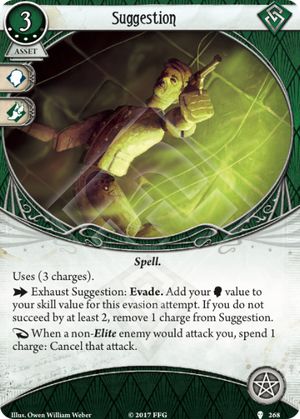 3
Suggestion
ASSET
Spell.
Uses (3 charges).
Exhaust Suggestion: Evade. Add your value to
your skill value for this evasion attempt. If you do not
succeed by at least 2, remove 1 charge from Suggestion.
When a non-Elite enemy would attack you, spend 1
charge: Cancel that attack.
Illus. Owen William Weber © 2017 FFG 268